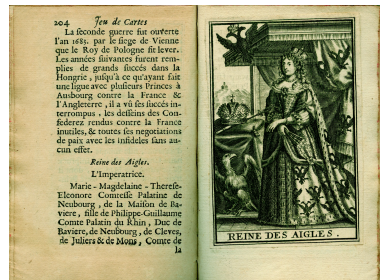 204 Jeu de Cartes
La seconde guerre fut ouverte
l'an 1683. par le siege de Vienne
que le Roy de Pologne fit lever.
Les années suivantes furent rem-
plies de grands succés dans la
Hongrie, jusqu'à ce qu'ayant fait
une ligue avec plusieurs Princes à
Ausbourg contre la France &
l'Angleterre, il a vû ses succés in-
terrompus, les desseins des Con-
federez rendus contre la France
inutiles, & toutes ses negotiations
de paix avec les infideles sans au-
cun effet.
Reine des Aigles.
L'Imperatrice.
Marie-Magdelaine-Therese-
Eleonore Comtesse Palatine de
Neubourg, de la Maison de Ba-
viere, fille de Philippe-Guillaume
Comte Palatin du Rhin, Duc de
Baviere, de Neubourg, de Cleves,
de Juliers & de Mons, Comte de
la
REINE DES AIGLES.